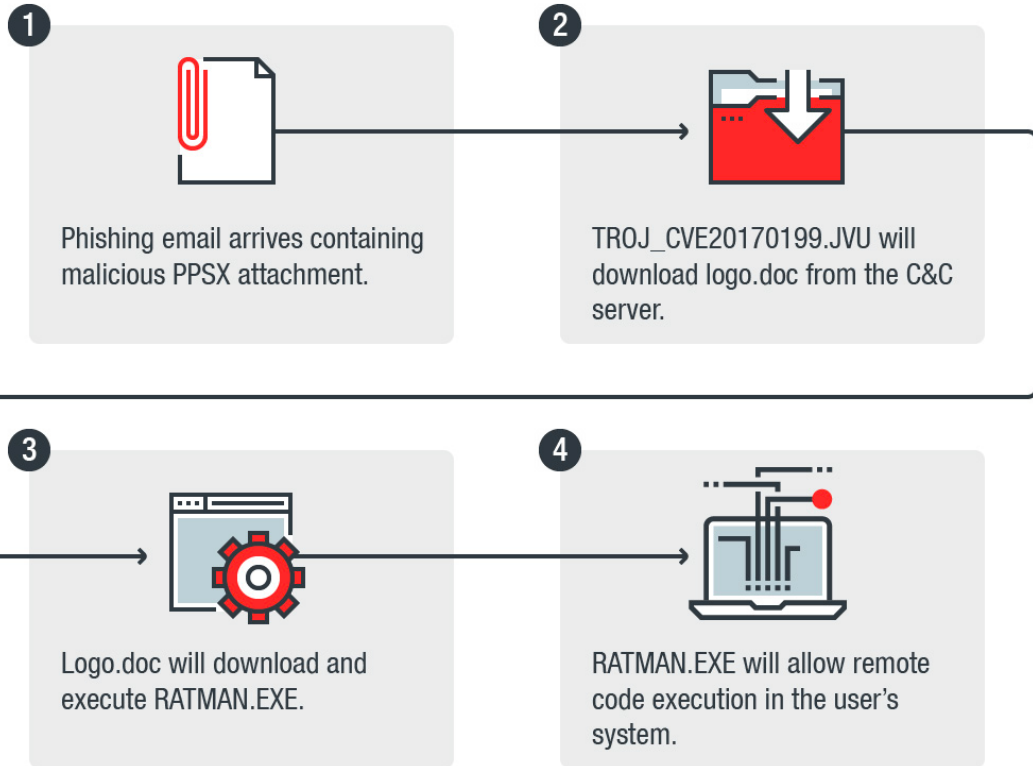 1
Phishing email arrives containing
malicious PPSX attachment.
2
TROJ_CVE20170199.JVU will
download logo.doc from the C&C
server.
3
Logo.doc will download and
execute RATMAN.EXE.
4
RATMAN.EXE will allow remote
code execution in the user’s
system.